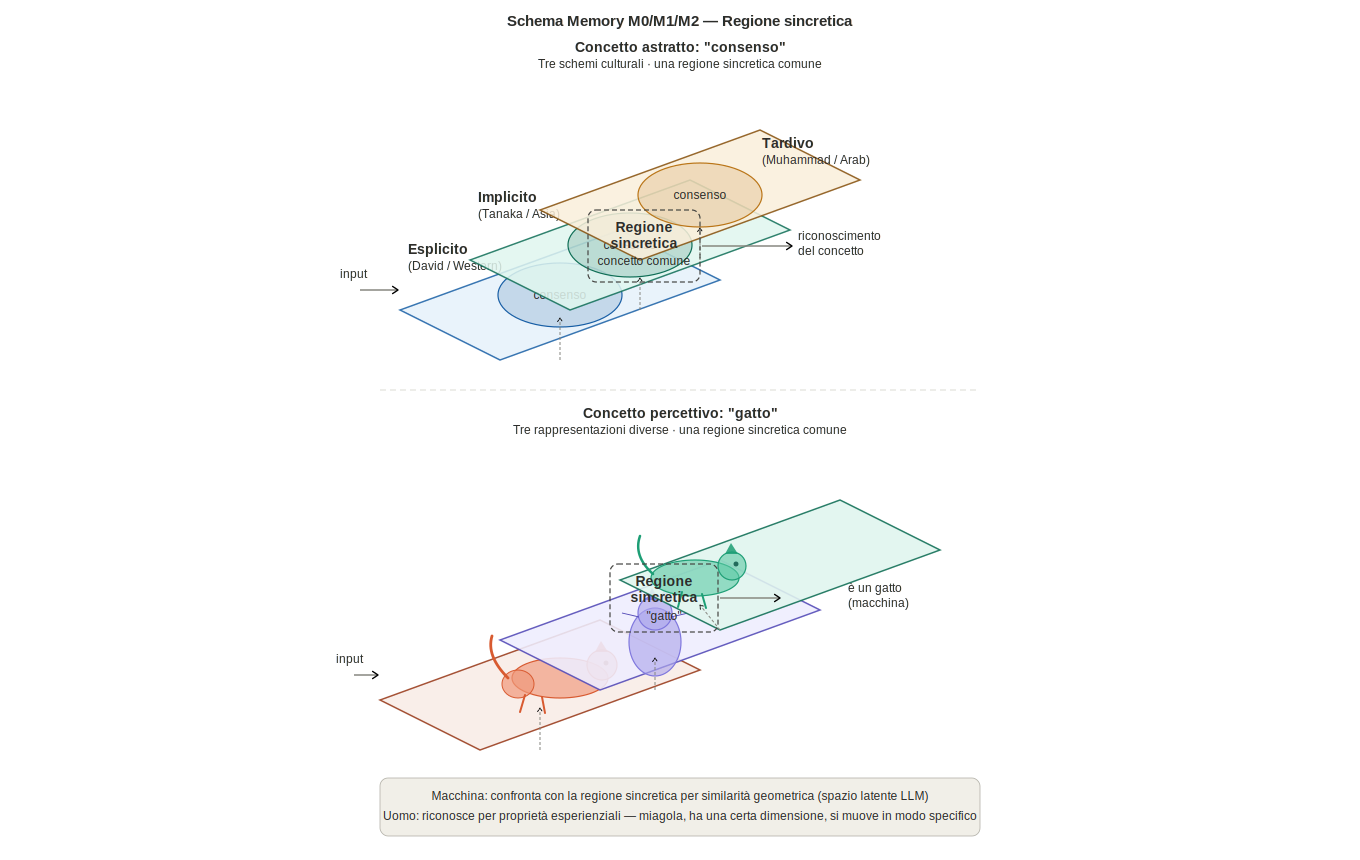 Schema Memory M0/M1/M2 — Regione sincretica
Concetto astratto: "consenso"
Tre schemi culturali · una regione sincretica comune
Tardivo
(Muhammad / Arab)
consenso
Implicito
(Tanaka / Asia)
Regione
sincretica
concetto comune
riconoscimento
del concetto
Esplicito
(David / Western)
input
consenso
Concetto percettivo: "gatto"
Tre rappresentazioni diverse · una regione sincretica comune
Regione
sincretica
"gatto"
è un gatto
(macchina)
input
Macchina: confronta con la regione sincretica per similarità geometrica (spazio latente LLM)
Uomo: riconosce per proprietà esperienziali — miagola, ha una certa dimensione, si muove in modo specifico